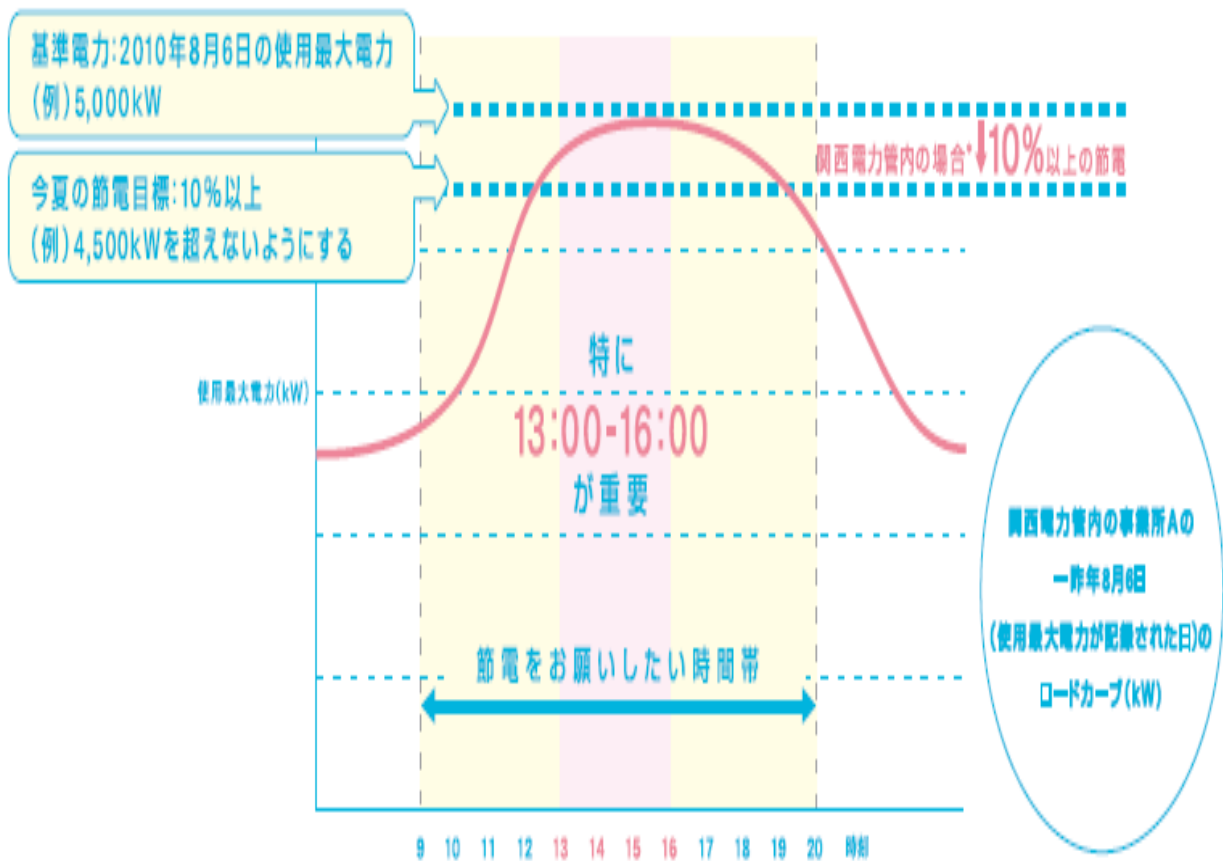 基準電力:2010年8月6日の使用最大電力
(例)5,000kW
今夏の節電目標:10%以上
(例)4,500kWを超えないようにする
関西電力管内の場合*↓10%以上の節電
使用最大電力(kW)
特に
13:00-16:00
が重要
節電をお願いしたい時間帯
関西電力管内の事業所Aの
一昨年8月6日
(使用最大電力が記録された日)の
ロードカーブ(kW)
9 10 11 12 13 14 15 16 17 18 19 20 時刻